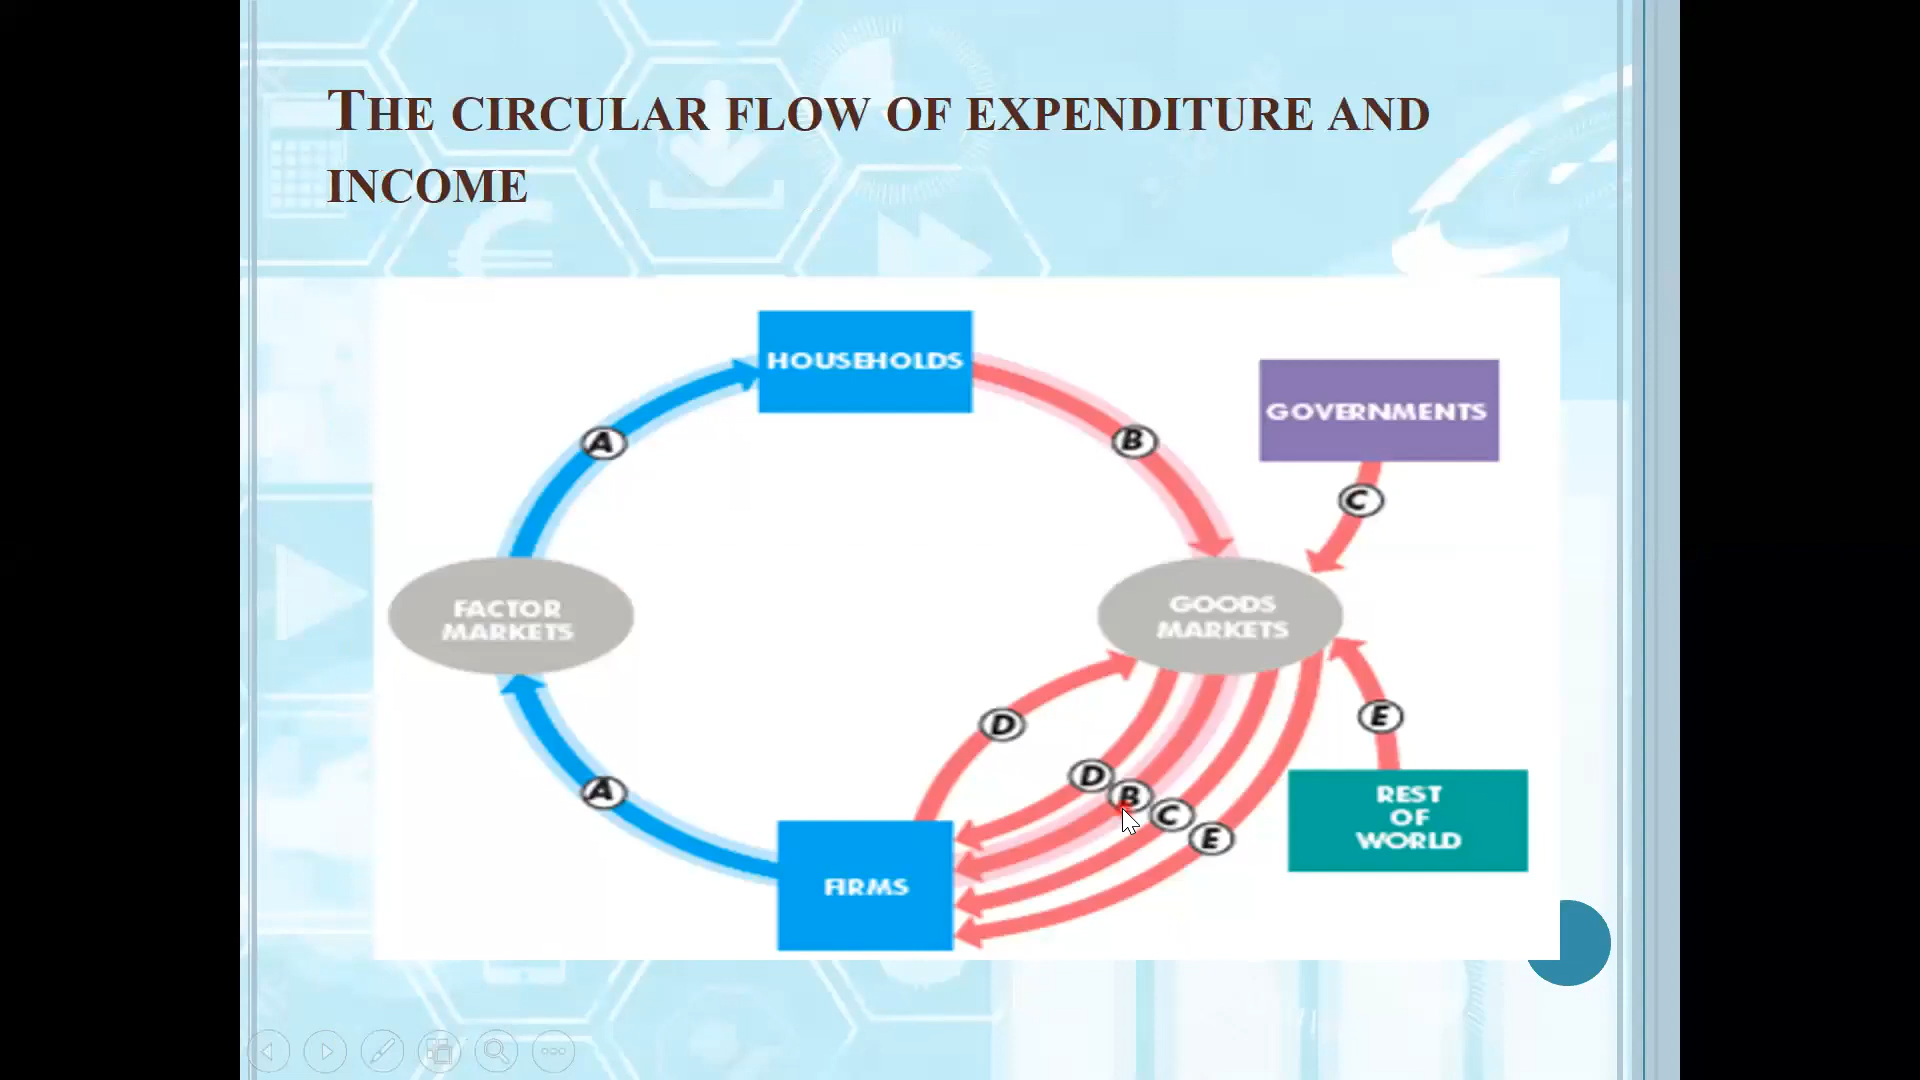 THE CIRCULAR FLOW OF EXPENDITURE AND
INCOME
HOUSEHOLDS
GOVERNMENTS
A
B
C
FACTOR
MARKETS
GOODS
MARKETS
D
E
D
B
C
E
A
REST
OF
WORLD
FIRMS